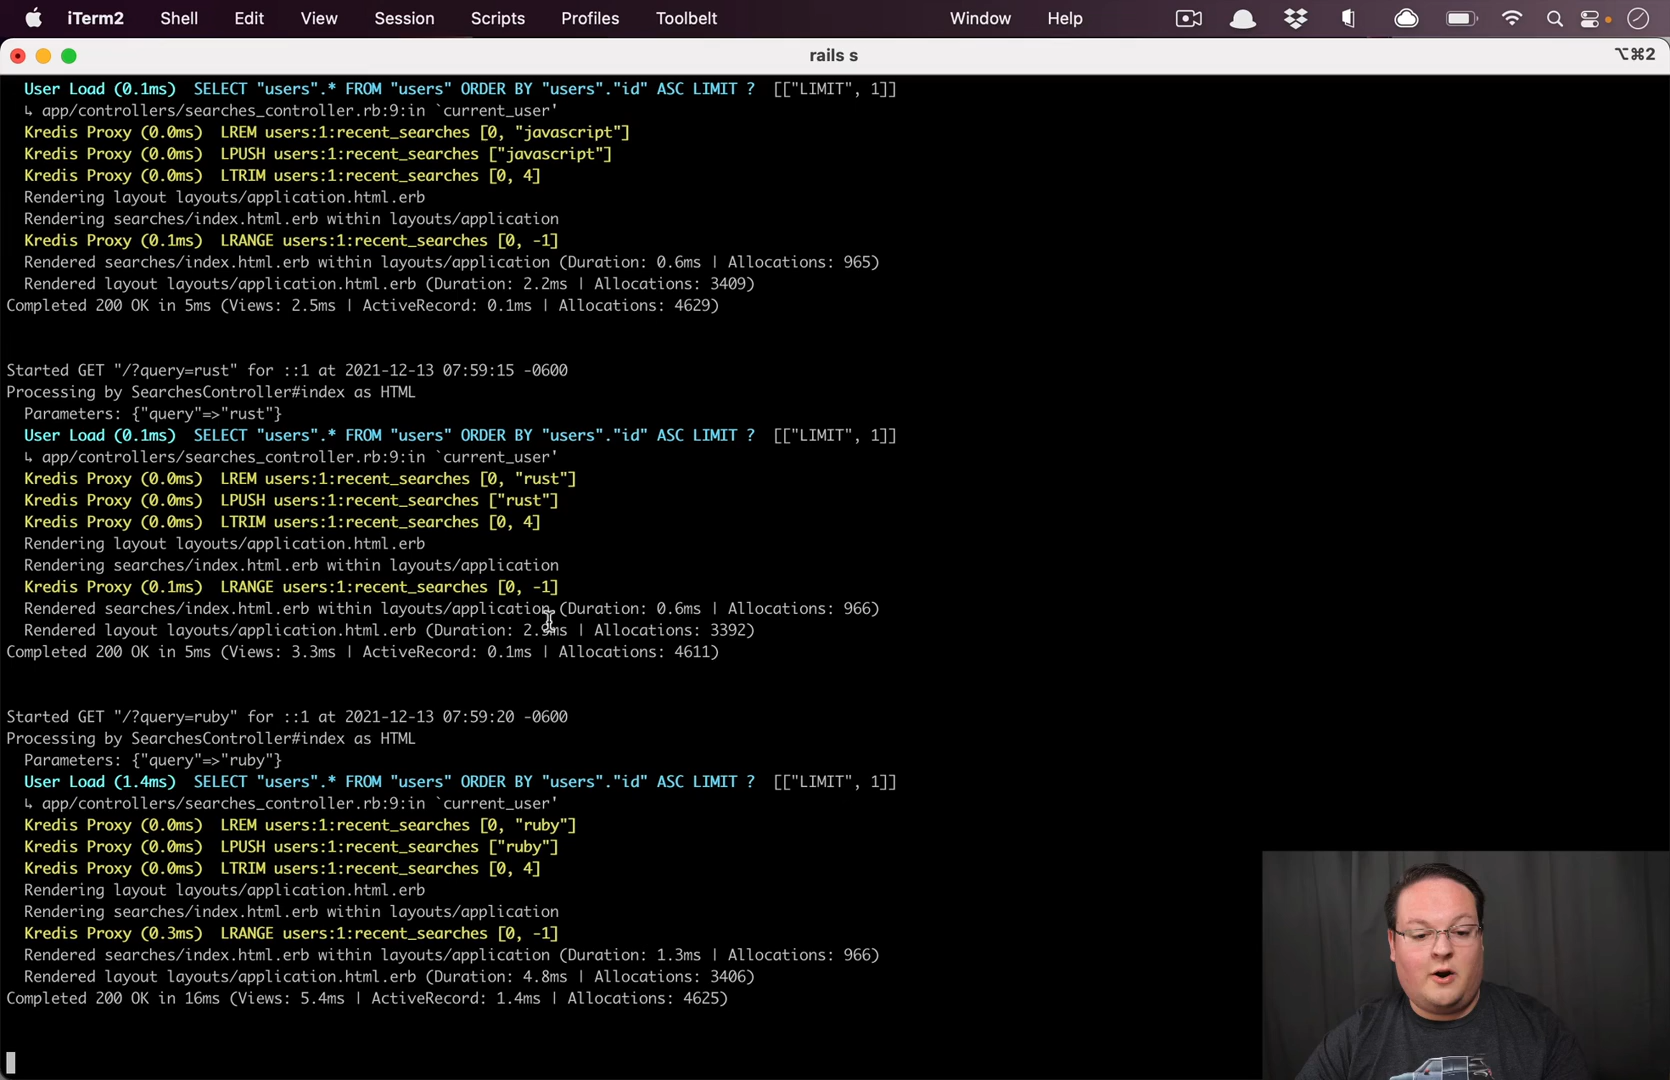 iTerm2 Shell Edit View Session Scripts Profiles Toolbelt Window Help
rails s ⌥⌘2
User Load (0.1ms) SELECT "users".* FROM "users" ORDER BY "users"."id" ASC LIMIT ? [["LIMIT", 1]]
↳ app/controllers/searches_controller.rb:9:in `current_user'
Kredis Proxy (0.0ms) LREM users:1:recent_searches [0, "javascript"]
Kredis Proxy (0.0ms) LPUSH users:1:recent_searches ["javascript"]
Kredis Proxy (0.0ms) LTRIM users:1:recent_searches [0, 4]
Rendering layout layouts/application.html.erb
Rendering searches/index.html.erb within layouts/application
Kredis Proxy (0.1ms) LRANGE users:1:recent_searches [0, -1]
Rendered searches/index.html.erb within layouts/application (Duration: 0.6ms | Allocations: 965)
Rendered layout layouts/application.html.erb (Duration: 2.2ms | Allocations: 3409)
Completed 200 OK in 5ms (Views: 2.5ms | ActiveRecord: 0.1ms | Allocations: 4629)
Started GET "/?query=rust" for ::1 at 2021-12-13 07:59:15 -0600
Processing by SearchesController#index as HTML
Parameters: {"query"=>"rust"}
User Load (0.1ms) SELECT "users".* FROM "users" ORDER BY "users"."id" ASC LIMIT ? [["LIMIT", 1]]
↳ app/controllers/searches_controller.rb:9:in `current_user'
Kredis Proxy (0.0ms) LREM users:1:recent_searches [0, "rust"]
Kredis Proxy (0.0ms) LPUSH users:1:recent_searches ["rust"]
Kredis Proxy (0.0ms) LTRIM users:1:recent_searches [0, 4]
Rendering layout layouts/application.html.erb
Rendering searches/index.html.erb within layouts/application
Kredis Proxy (0.1ms) LRANGE users:1:recent_searches [0, -1]
Rendered searches/index.html.erb within layouts/application (Duration: 0.6ms | Allocations: 966)
Rendered layout layouts/application.html.erb (Duration: | Allocations: 3392)
Completed 200 OK in 5ms (Views: 3.3ms | ActiveRecord: 0.1ms | Allocations: 4611)
Started GET "/?query=ruby" for ::1 at 2021-12-13 07:59:20 -0600
Processing by SearchesController#index as HTML
Parameters: {"query"=>"ruby"}
User Load (1.4ms) SELECT "users".* FROM "users" ORDER BY "users"."id" ASC LIMIT ? [["LIMIT", 1]]
↳ app/controllers/searches_controller.rb:9:in `current_user'
Kredis Proxy (0.0ms) LREM users:1:recent_searches [0, "ruby"]
Kredis Proxy (0.0ms) LPUSH users:1:recent_searches ["ruby"]
Kredis Proxy (0.0ms) LTRIM users:1:recent_searches [0, 4]
Rendering layout layouts/application.html.erb
Rendering searches/index.html.erb within layouts/application
Kredis Proxy (0.3ms) LRANGE users:1:recent_searches [0, -1]
Rendered searches/index.html.erb within layouts/application (Duration: 1.3ms | Allocations: 966)
Rendered layout layouts/application.html.erb (Duration: 4.8ms | Allocations: 3406)
Completed 200 OK in 16ms (Views: 5.4ms | ActiveRecord: 1.4ms | Allocations: 4625)